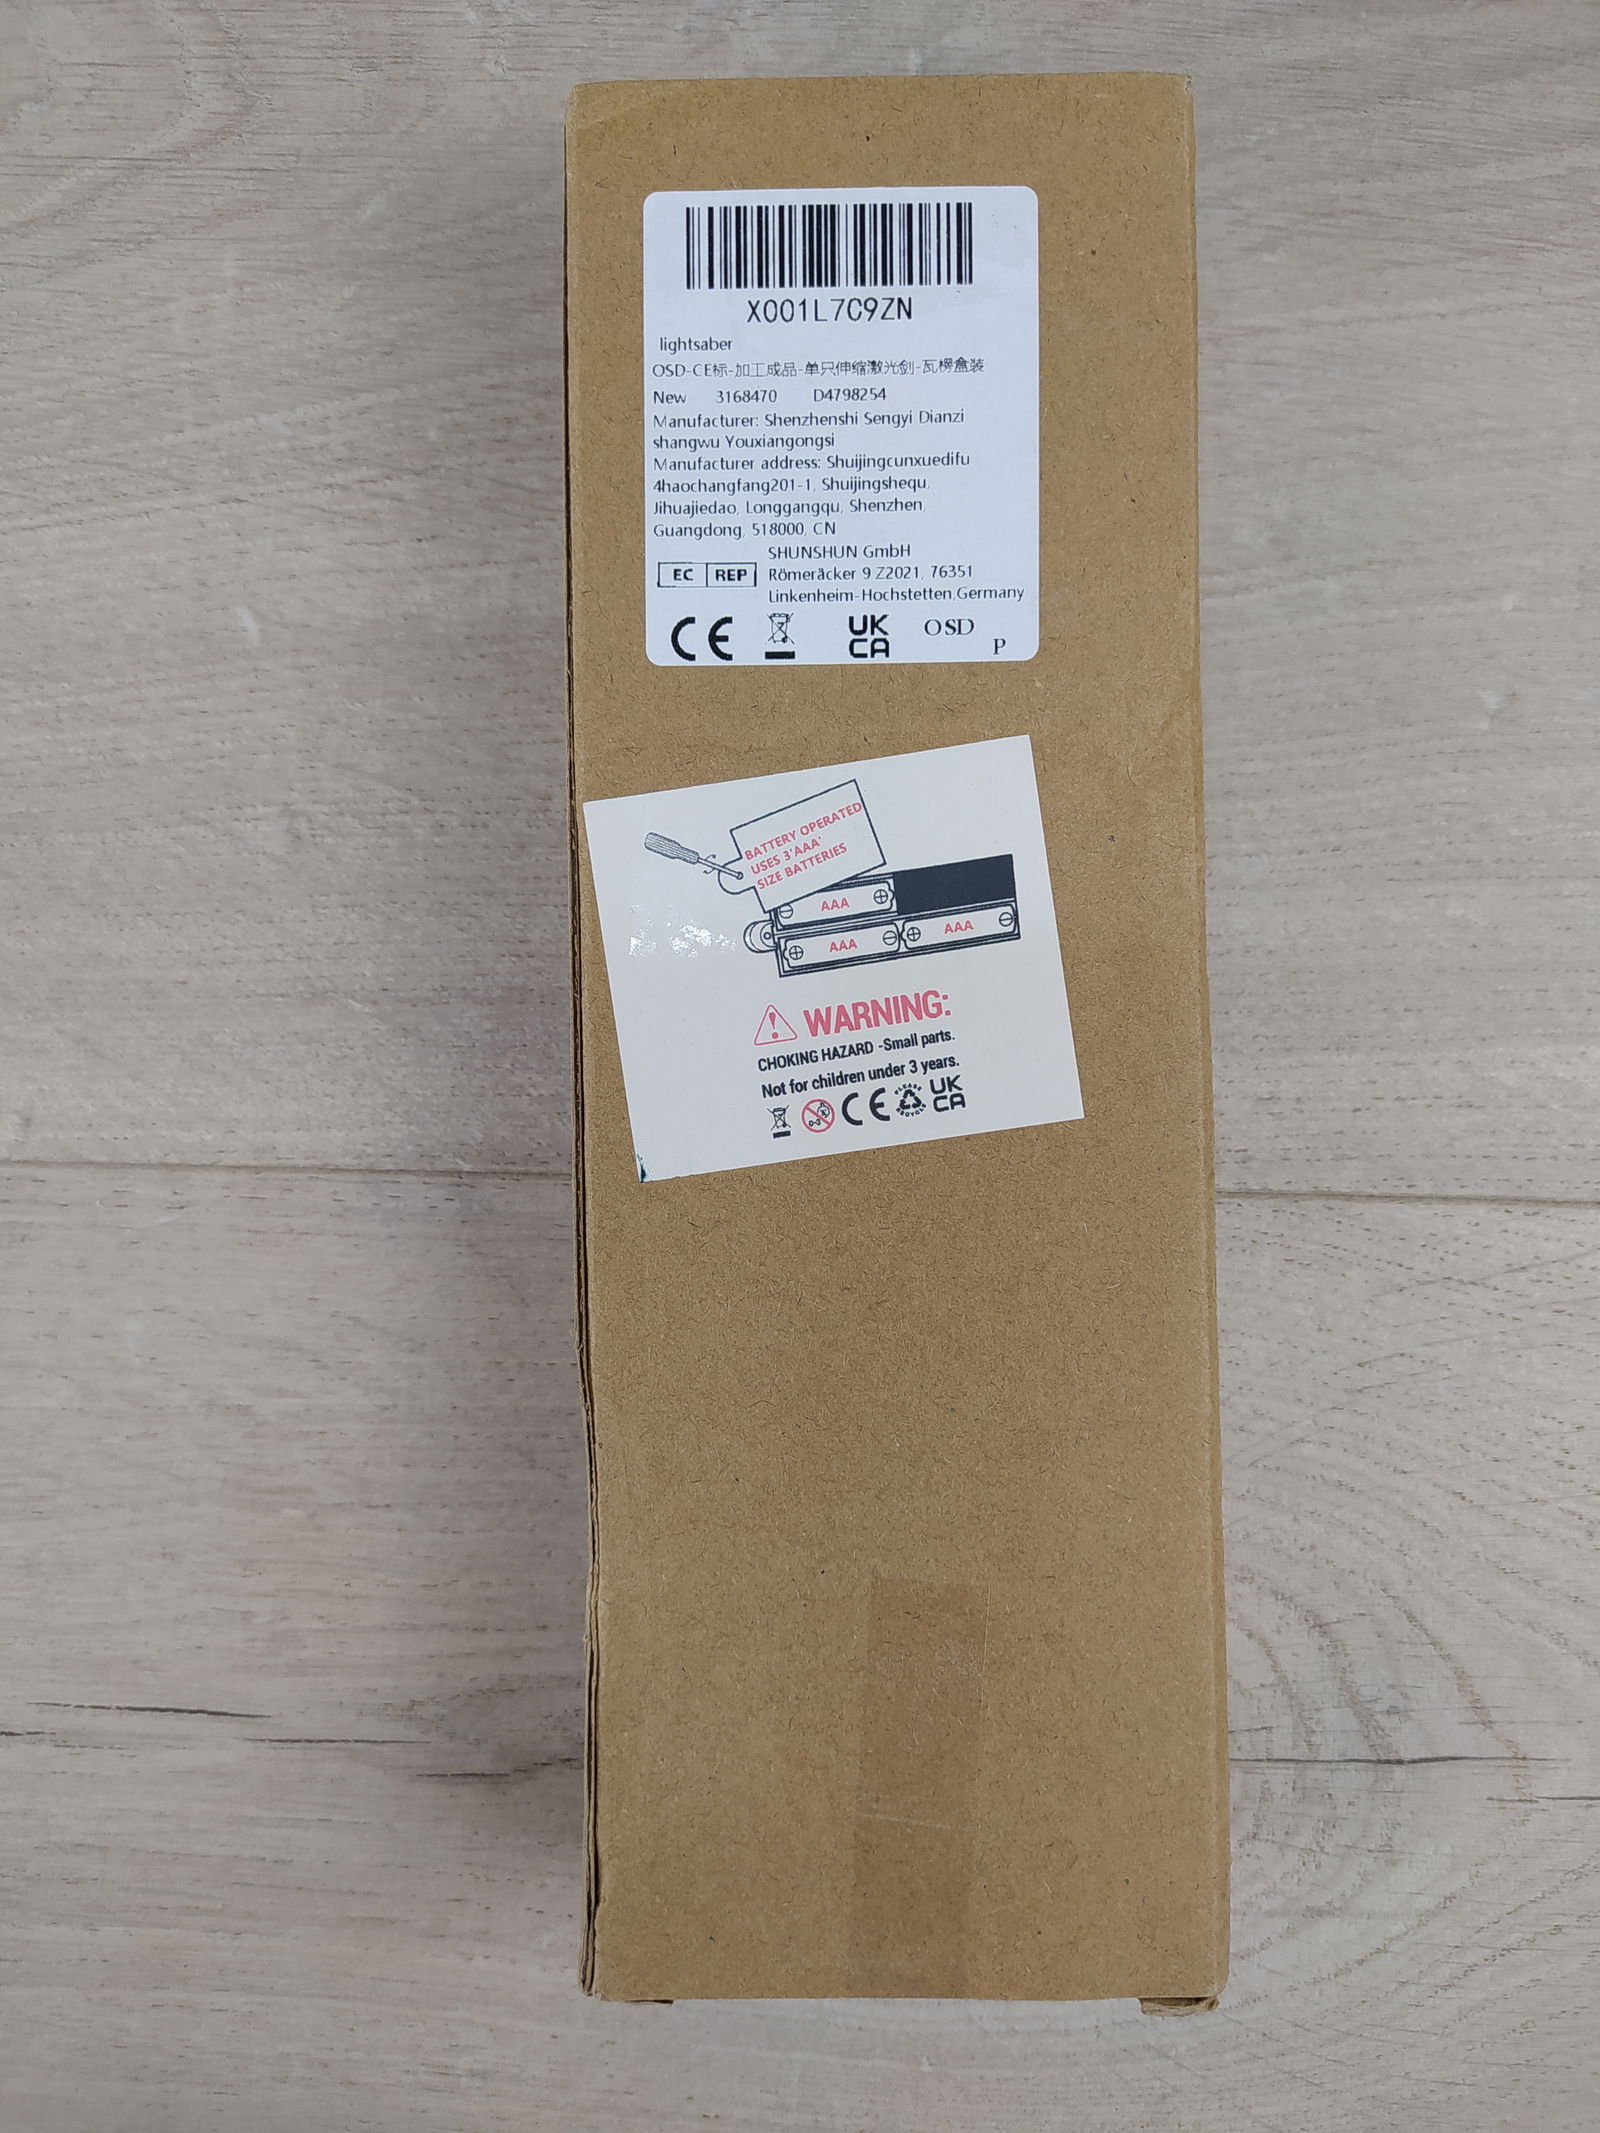 X001L7C9ZN
lightsaber
OSD-CE标-加工成品-单只伸缩激光剑-瓦楞盒装
New 3168470 D4798254
Manufacturer: Shenzhenshi Sengyi Dianzi
shangwu Youxiangongsi
Manufacturer address: Shuijingcunxuedifu
4haochangfang201-1, Shuijingshequ,
Jihuajiedao, Longgangqu, Shenzhen,
Guangdong, 518000, CN
SHUNSHUN GmbH
EC REP Römeräcker 9 Z2021, 76351
Linkenheim-Hochstetten,Germany
CE UK CA OSD
P
BATTERY OPERATED
USES 3'AAA'
SIZE BATTERIES
AAA
AAA AAA
WARNING:
CHOKING HAZARD -Small parts.
Not for children under 3 years.
0-3 CE PLEASE RECYCLE UK CA